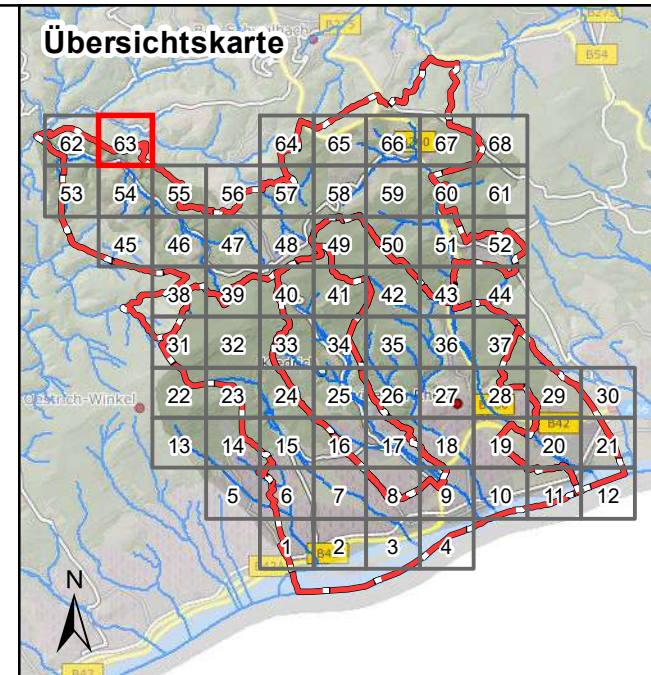 Übersichtskarte
B275
B54
62 63 64 65 66 67 68
53 54 55 56 57 58 59 60 61
45 46 47 48 49 50 51 52
38 39 40 41 42 43 44
31 32 33 34 35 36 37
Oestrich-Winkel
22 23 24 25 26 27 28 29 30
B42
13 14 15 16 17 18 19 20 21
5 6 7 8 9 10 11 12
1 2 3 4
N
B42